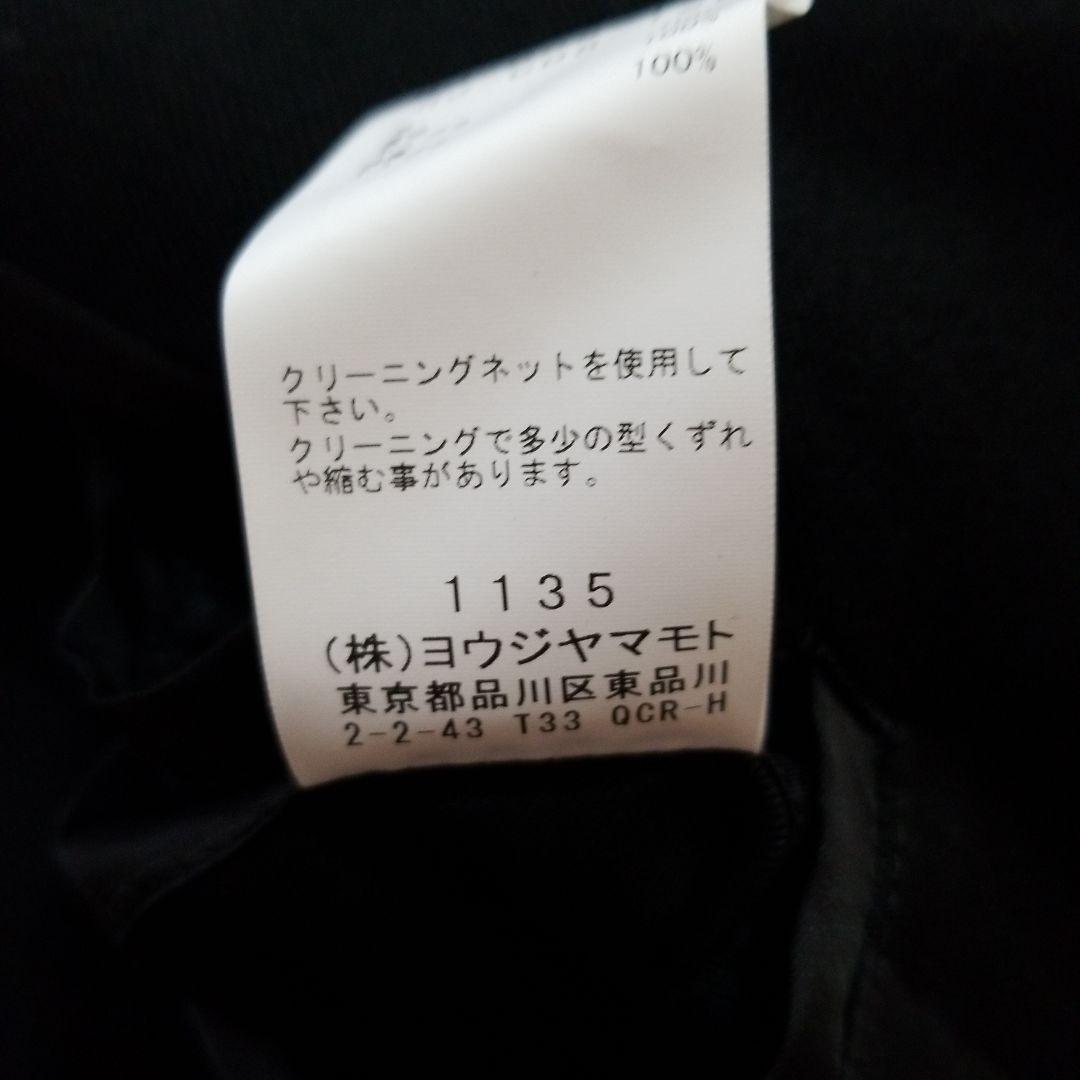 100%
100%
クリーニングネットを使用して
下さい。
クリーニングで多少の型くずれ
や縮む事があります。
1135
(株)ヨウジヤマモト
東京都品川区東品川
2-2-43 T33 QCR-H